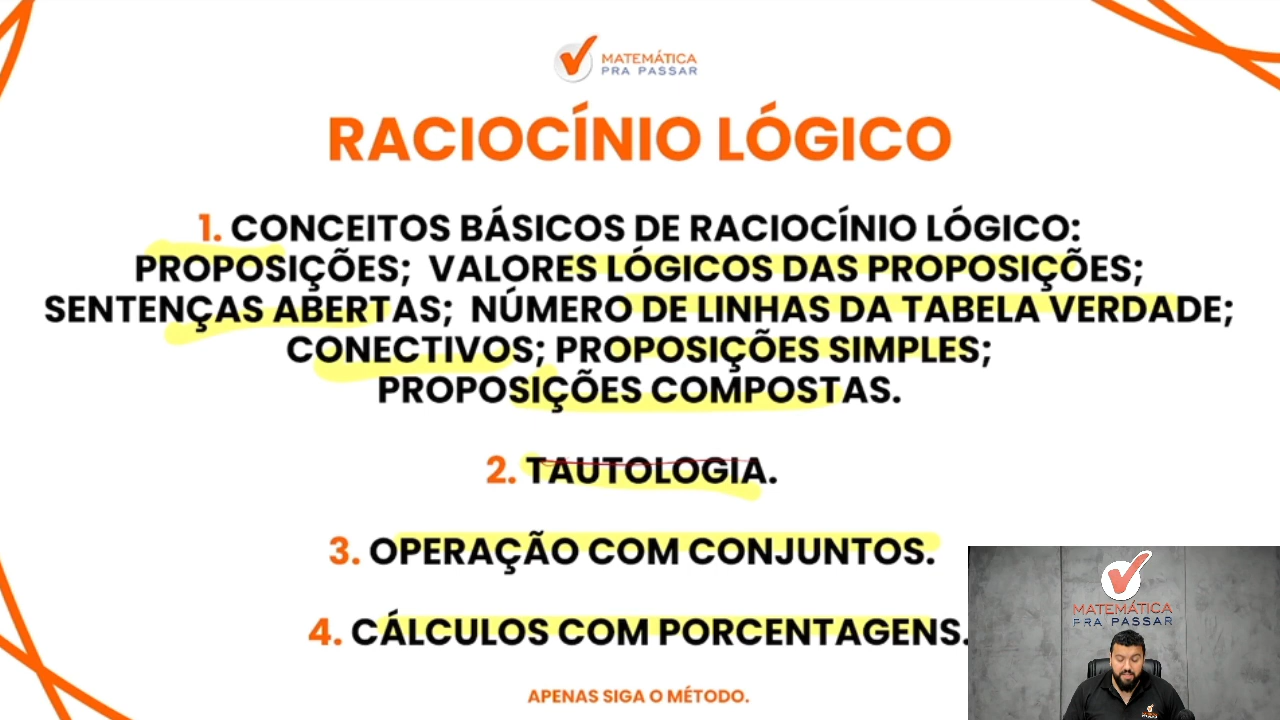 MATEMÁTICA
PRA PASSAR
RACIOCÍNIO LÓGICO
1. CONCEITOS BÁSICOS DE RACIOCÍNIO LÓGICO:
PROPOSIÇÕES; VALORES LÓGICOS DAS PROPOSIÇÕES;
SENTENÇAS ABERTAS; NÚMERO DE LINHAS DA TABELA VERDADE;
CONECTIVOS; PROPOSIÇÕES SIMPLES;
PROPOSIÇÕES COMPOSTAS.
2. TAUTOLOGIA.
3. OPERAÇÃO COM CONJUNTOS.
4. CÁLCULOS COM PORCENTAGENS.
APENAS SIGA O MÉTODO.
MATEMÁTICA
PRA PASSAR